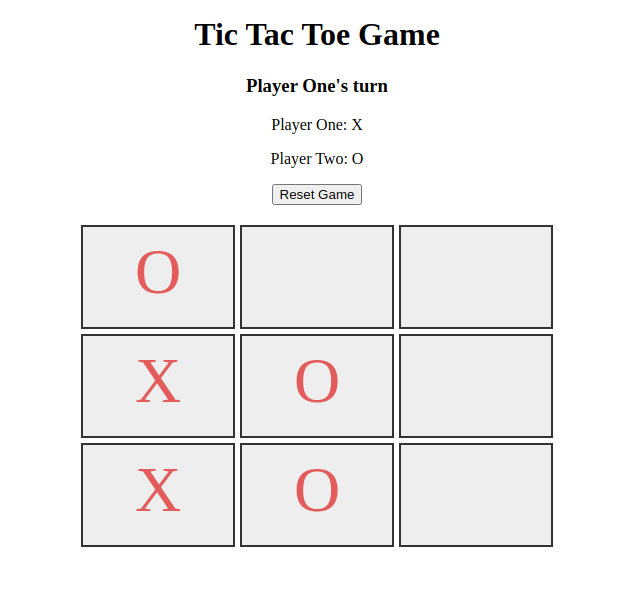 Tic Tac Toe Game
Player One's turn
Player One: X
Player Two: O
Reset Game
O
X O
X O